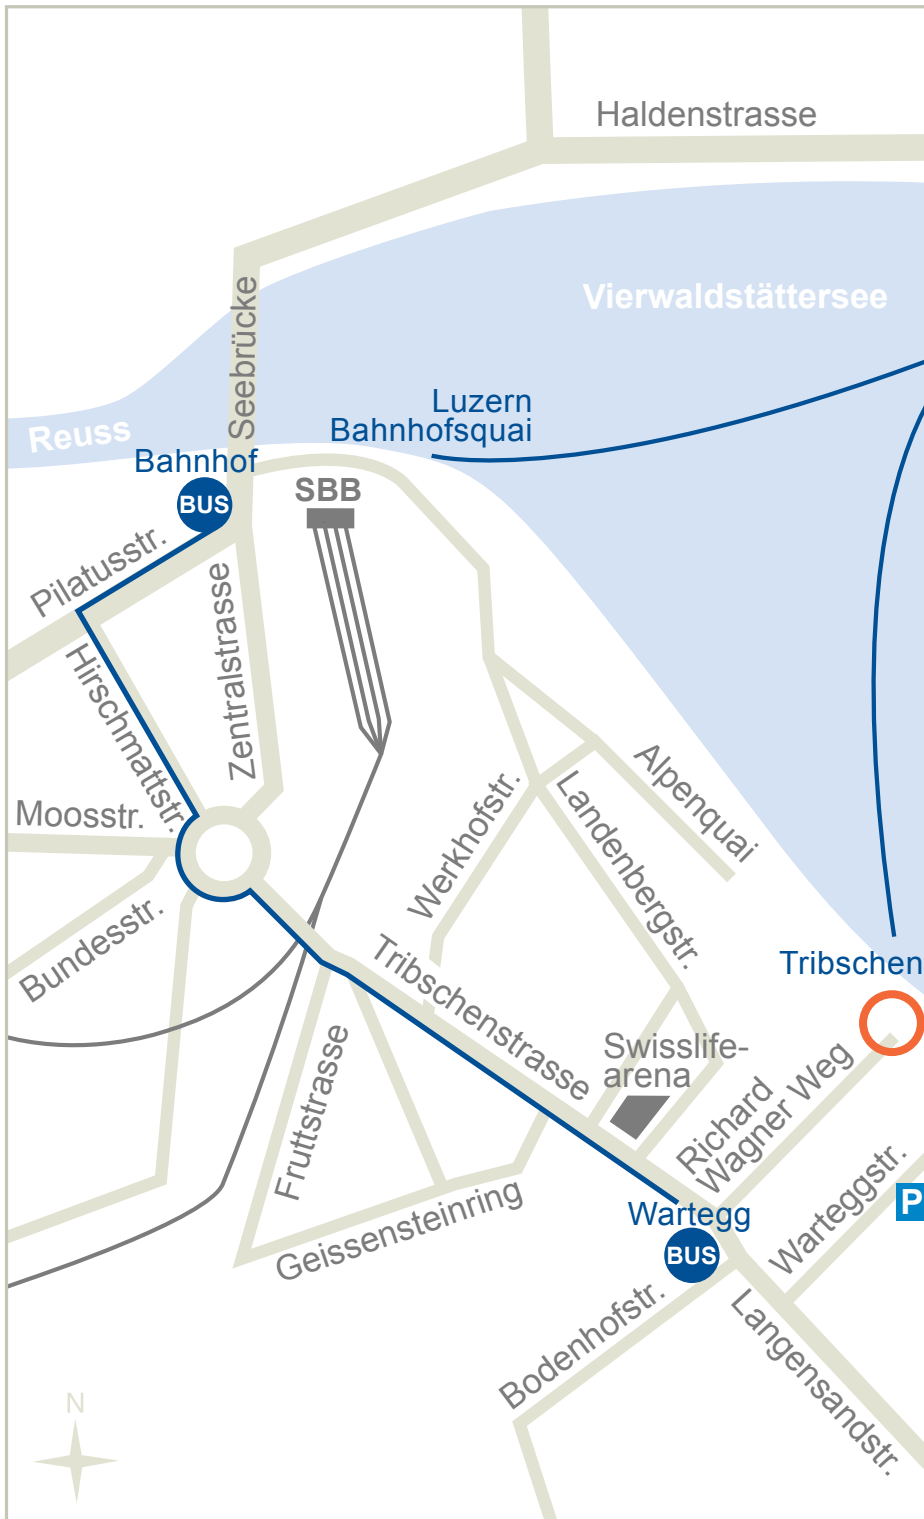 Haldenstrasse
Vierwaldstättersee
Seebrücke
Luzern
Bahnhofsquai
Reuss
Bahnhof
BUS
SBB
Pilatusstr.
Zentralstrasse
Hirschmattstr.
Moosstr.
Bundesstr.
Werkhofstr.
Landenbergstr.
Alpenquai
Tribschen
Tribschenstrasse
Swisslife-
arena
Richard
Wagner Weg
Fruttstrasse
Geissensteinring
Warteggstr.
P
Wartegg
BUS
Bodenhofstr.
Langensandstr.
N